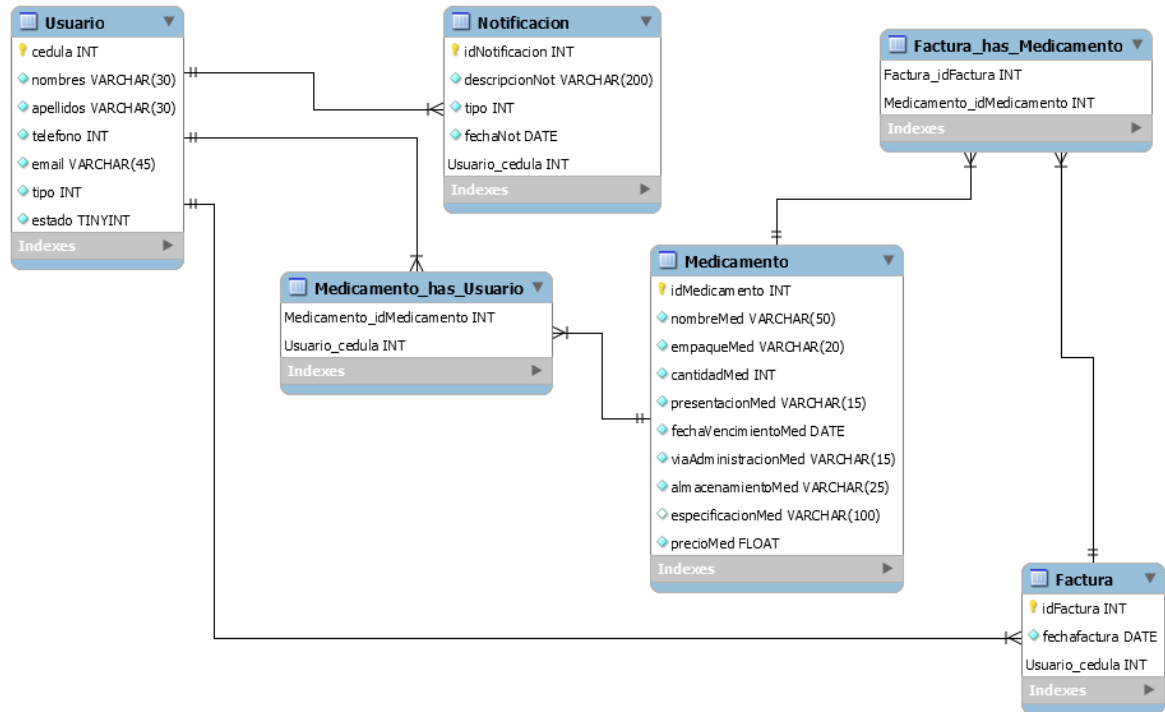 Usuario
cedula INT
nombres VARCHAR(30)
apellidos VARCHAR(30)
telefono INT
email VARCHAR(45)
tipo INT
estado TINYINT
Indexes
Notificacion
idNotificacion INT
descripcionNot VARCHAR(200)
tipo INT
fechaNot DATE
Usuario_cedula INT
Indexes
Factura_has_Medicamento
Factura_idFactura INT
Medicamento_idMedicamento INT
Indexes
Medicamento_has_Usuario
Medicamento_idMedicamento INT
Usuario_cedula INT
Indexes
Medicamento
idMedicamento INT
nombreMed VARCHAR(50)
empaqueMed VARCHAR(20)
cantidadMed INT
presentacionMed VARCHAR(15)
fechaVencimientoMed DATE
viaAdministracionMed VARCHAR(15)
almacenamientoMed VARCHAR(25)
especificacionMed VARCHAR(100)
precioMed FLOAT
Indexes
Factura
idFactura INT
fechafactura DATE
Usuario_cedula INT
Indexes